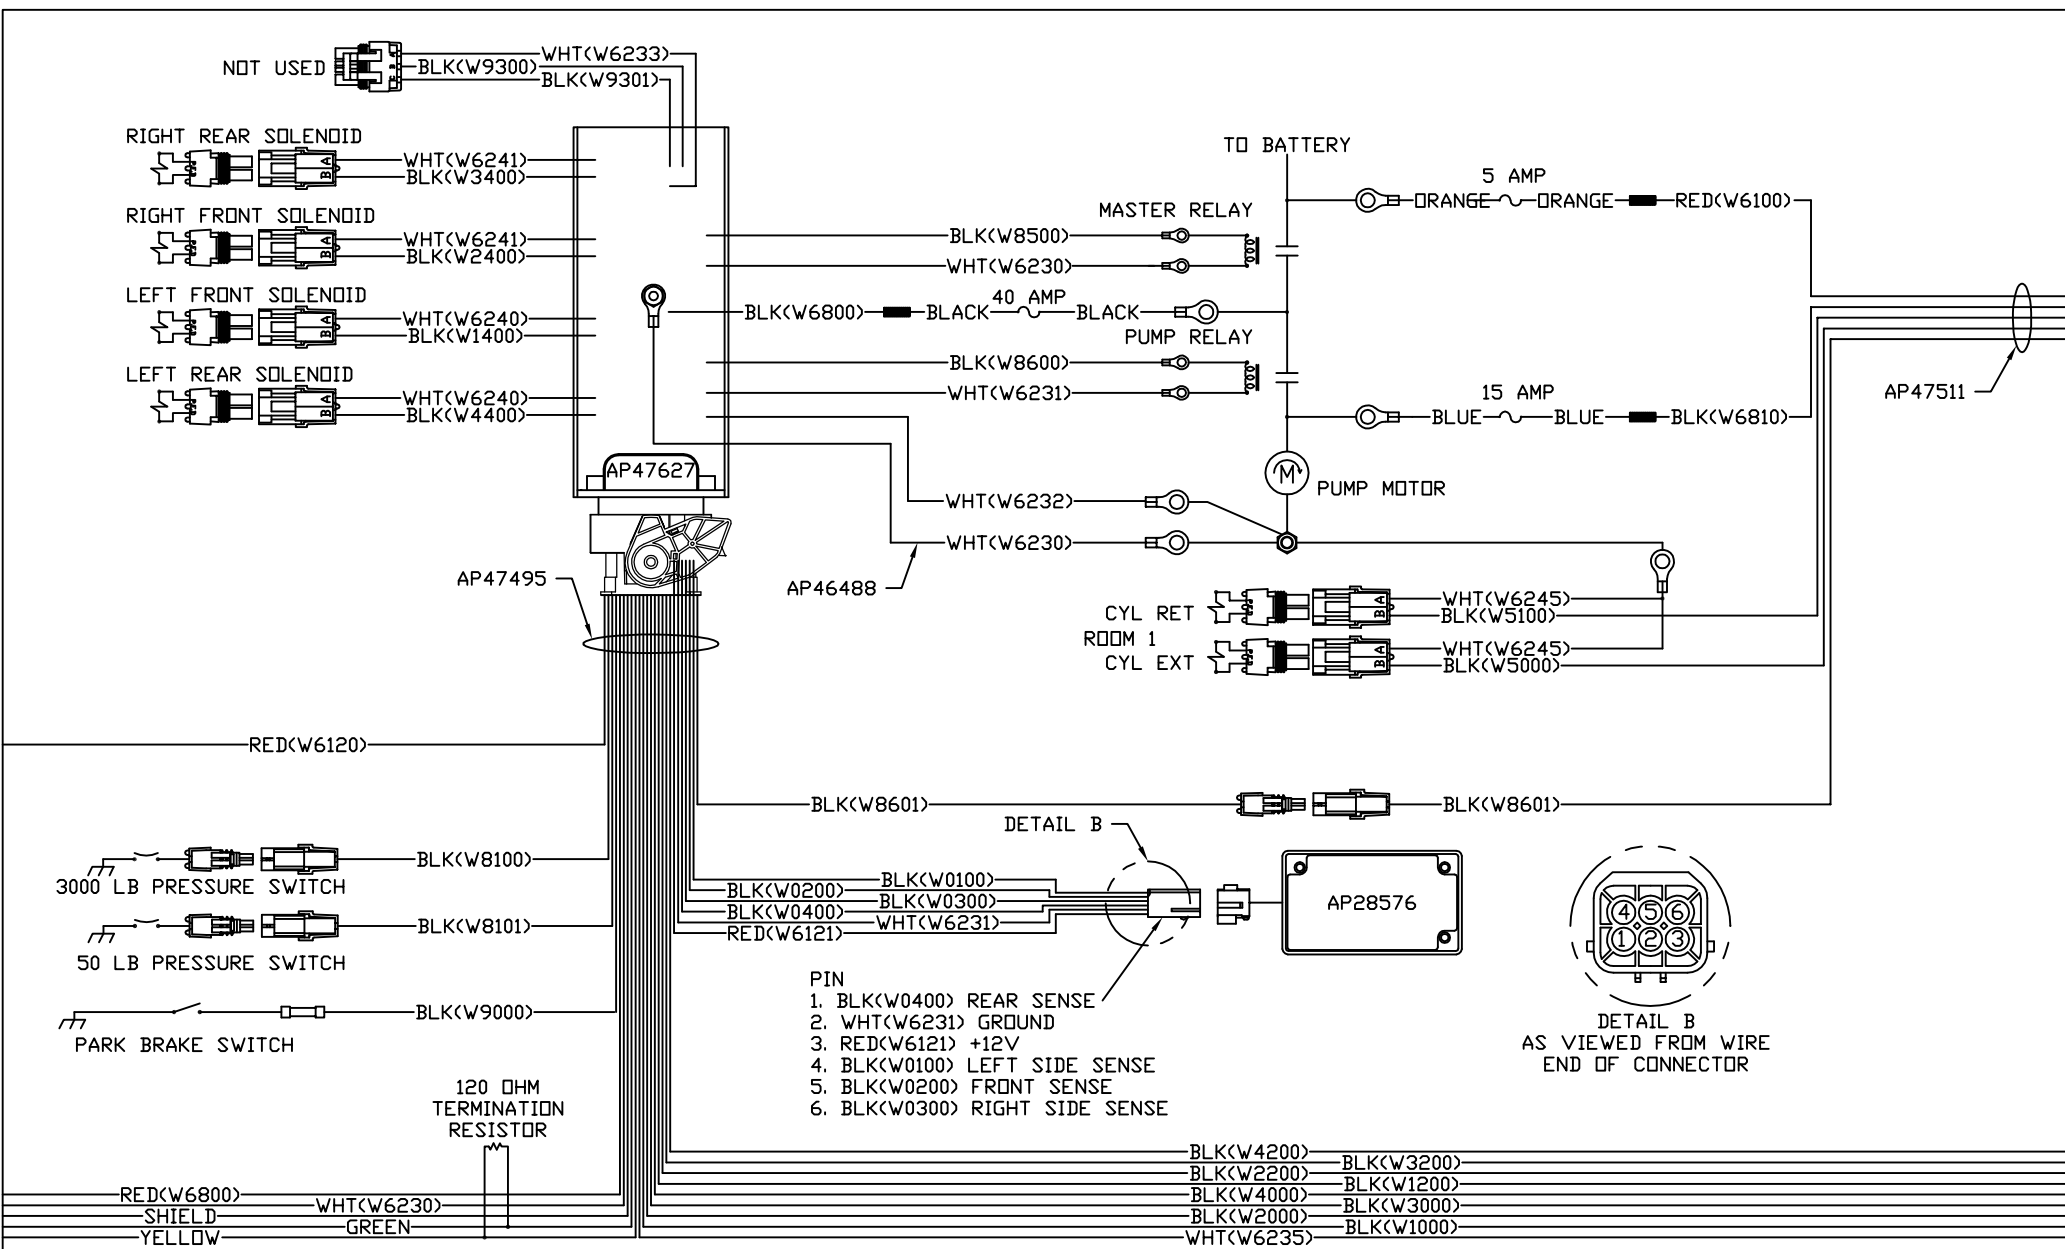 NOT USED
WHT(W6233)
BLK(W9300)
BLK(W9301)
RIGHT REAR SOLENOID
A
B
WHT(W6241)
BLK(W3400)
RIGHT FRONT SOLENOID
A
B
WHT(W6241)
BLK(W2400)
LEFT FRONT SOLENOID
A
B
WHT(W6240)
BLK(W1400)
LEFT REAR SOLENOID
A
B
WHT(W6240)
BLK(W4400)
AP47627
TO BATTERY
MASTER RELAY
BLK(W8500)
WHT(W6230)
BLK(W6800)
BLACK
40 AMP
BLACK
PUMP RELAY
BLK(W8600)
WHT(W6231)
5 AMP
ORANGE
ORANGE
RED(W6100)
15 AMP
BLUE
BLUE
BLK(W6810)
AP47511
M
PUMP MOTOR
WHT(W6232)
WHT(W6230)
AP46488
AP47495
CYL RET
ROOM 1
CYL EXT
A
B
WHT(W6245)
BLK(W5100)
A
B
WHT(W6245)
BLK(W5000)
RED(W6120)
BLK(W8601)
BLK(W8601)
DETAIL B
BLK(W8100)
3000 LB PRESSURE SWITCH
BLK(W8101)
50 LB PRESSURE SWITCH
BLK(W9000)
PARK BRAKE SWITCH
BLK(W0100)
BLK(W0200)
BLK(W0300)
BLK(W0400)
WHT(W6231)
RED(W6121)
AP28576
4 5 6
1 2 3
DETAIL B
AS VIEWED FROM WIRE
END OF CONNECTOR
PIN
1. BLK(W0400) REAR SENSE
2. WHT(W6231) GROUND
3. RED(W6121) +12V
4. BLK(W0100) LEFT SIDE SENSE
5. BLK(W0200) FRONT SENSE
6. BLK(W0300) RIGHT SIDE SENSE
120 OHM
TERMINATION
RESISTOR
RED(W6800)
WHT(W6230)
SHIELD
GREEN
YELLOW
BLK(W4200)
BLK(W3200)
BLK(W2200)
BLK(W1200)
BLK(W4000)
BLK(W3000)
BLK(W2000)
BLK(W1000)
WHT(W6235)